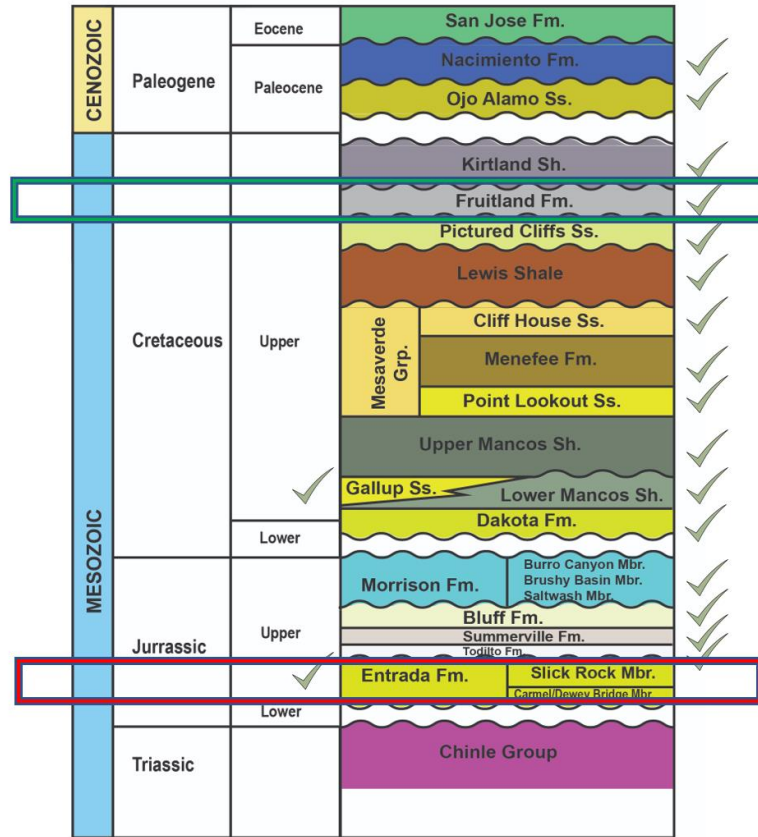 CENOZOIC
Paleogene
Eocene
Paleocene
San Jose Fm.
Nacimiento Fm.
Ojo Alamo Ss.
MESOZOIC
Cretaceous
Upper
Kirtland Sh.
Fruitland Fm.
Pictured Cliffs Ss.
Lewis Shale
Mesaverde
Grp.
Cliff House Ss.
Menefee Fm.
Point Lookout Ss.
Upper Mancos Sh.
Gallup Ss.
Lower Mancos Sh.
Dakota Fm.
Lower
Jurrassic
Upper
Morrison Fm.
Burro Canyon Mbr.
Brushy Basin Mbr.
Saltwash Mbr.
Bluff Fm.
Summerville Fm.
Todilto Fm
Entrada Fm.
Slick Rock Mbr.
Carmel/Dewey Bridge Mbr.
Lower
Triassic
Chinle Group